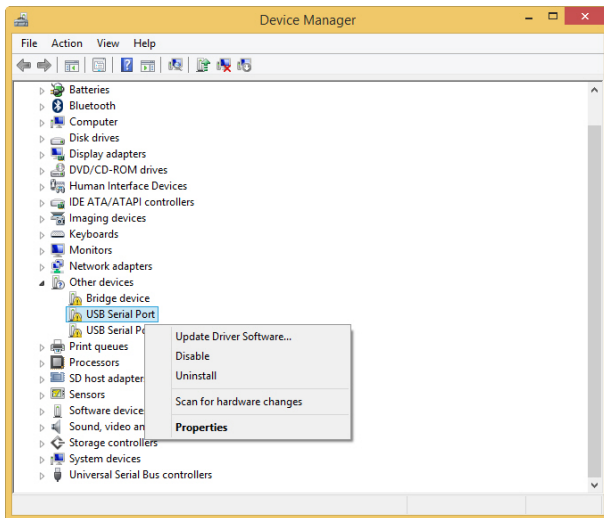 Device Manager
File Action View Help
Batteries
Bluetooth
Computer
Disk drives
Display adapters
DVD/CD-ROM drives
Human Interface Devices
IDE ATA/ATAPI controllers
Imaging devices
Keyboards
Monitors
Network adapters
Other devices
Bridge device
USB Serial Port
USB Serial
Update Driver Software...
Disable
Uninstall
Scan for hardware changes
Properties
Print queues
Processors
SD host adapter
Sensors
Software device
Sound, video
Storage controllers
System devices
Universal Serial Bus controllers